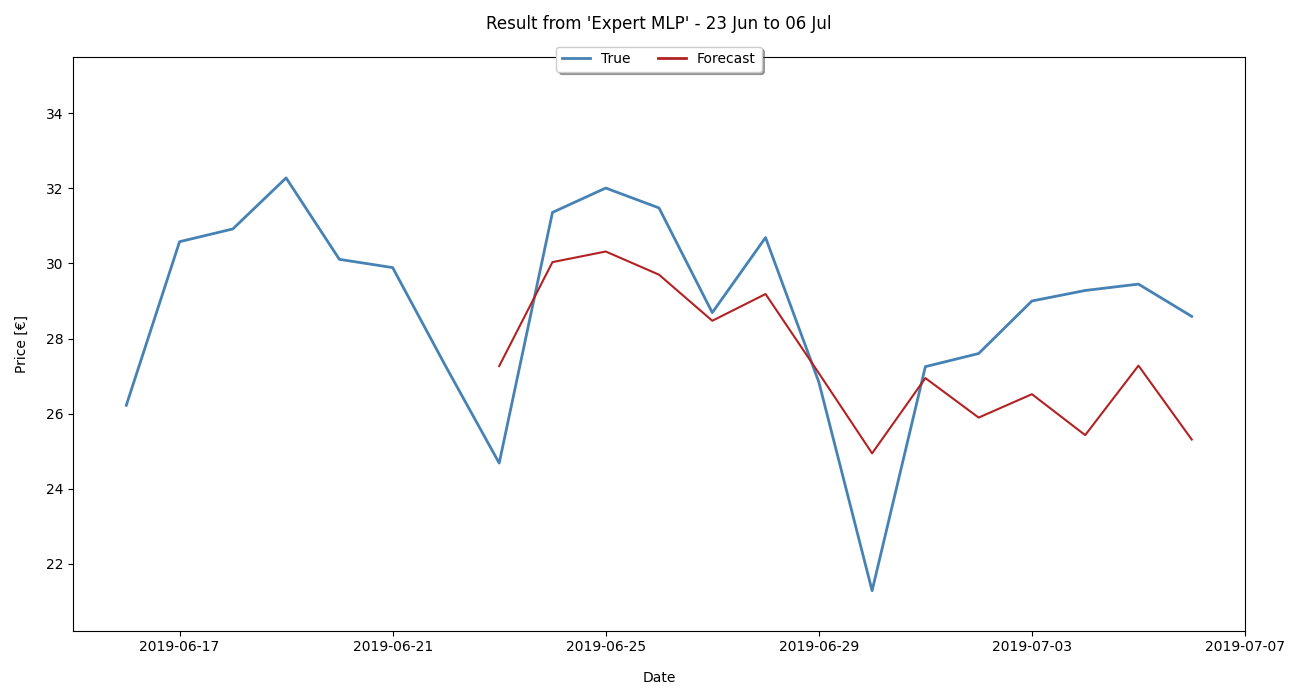 Result from 'Expert MLP' - 23 Jun to 06 Jul
True Forecast
Price [€]
34
32
30
28
26
24
22
2019-06-17 2019-06-21 2019-06-25 2019-06-29 2019-07-03 2019-07-07
Date